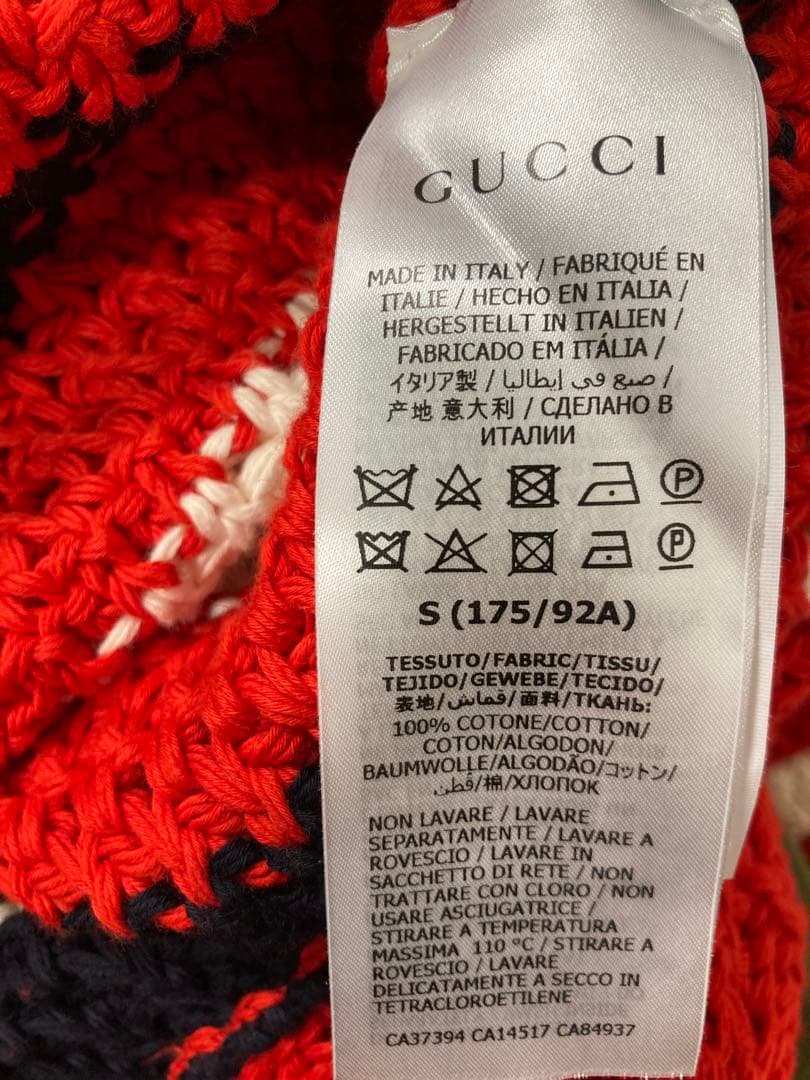 GUCCI
MADE IN ITALY / FABRIQUÉ EN
ITALIE / HECHO EN ITALIA /
HERGESTELLT IN ITALIEN /
FABRICADO EM ITÁLIA /
イタリア製 / صنع في إيطاليا /
产地 意大利 / СДЕЛАНО В
ИТАЛИИ
P
P
S (175/92A)
TESSUTO/FABRIC/TISSU/
TEJIDO/GEWEBE/TECIDO/
表地/قماش/面料/ТКАНЬ:
100% COTONE/COTTON/
COTON/ALGODON/
BAUMWOLLE/ALGODÃO/コットン/
قطن/棉/ХЛОПОК
NON LAVARE / LAVARE
SEPARATAMENTE / LAVARE A
ROVESCIO / LAVARE IN
SACCHETTO DI RETE / NON
TRATTARE CON CLORO / NON
USARE ASCIUGATRICE /
STIRARE A TEMPERATURA
MASSIMA 110 °C / STIRARE A
ROVESCIO / LAVARE
DELICATAMENTE A SECCO IN
TETRACLOROETILENE
CA37394 CA14517 CA84937